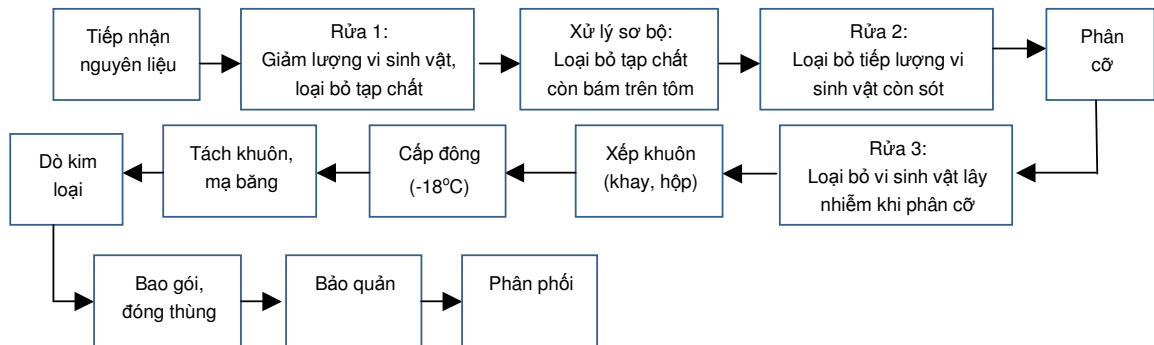 Tiếp nhận
nguyên liệu
Rửa 1:
Giảm lượng vi sinh vật,
loại bỏ tạp chất
Xử lý sơ bộ:
Loại bỏ tạp chất
còn bám trên tôm
Rửa 2:
Loại bỏ tiếp lượng vi
sinh vật còn sót
Phân
cỡ
Rửa 3:
Loại bỏ vi sinh vật lây
nhiễm khi phân cỡ
Xếp khuôn
(khay, hộp)
Cấp đông
(-18°C)
Tách khuôn,
mạ băng
Dò kim
loại
Bao gói,
đóng thùng
Bảo quản
Phân phối